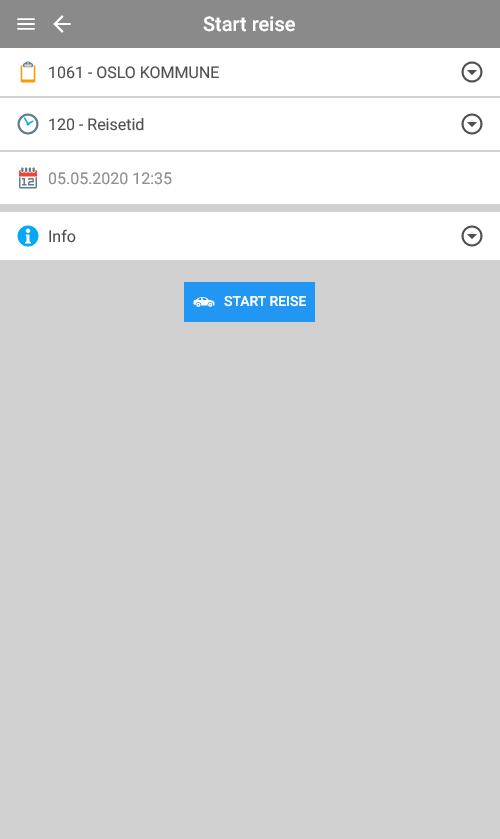 Start reise
1061 - OSLO KOMMUNE
120 - Reisetid
12 05.05.2020 12:35
Info
START REISE